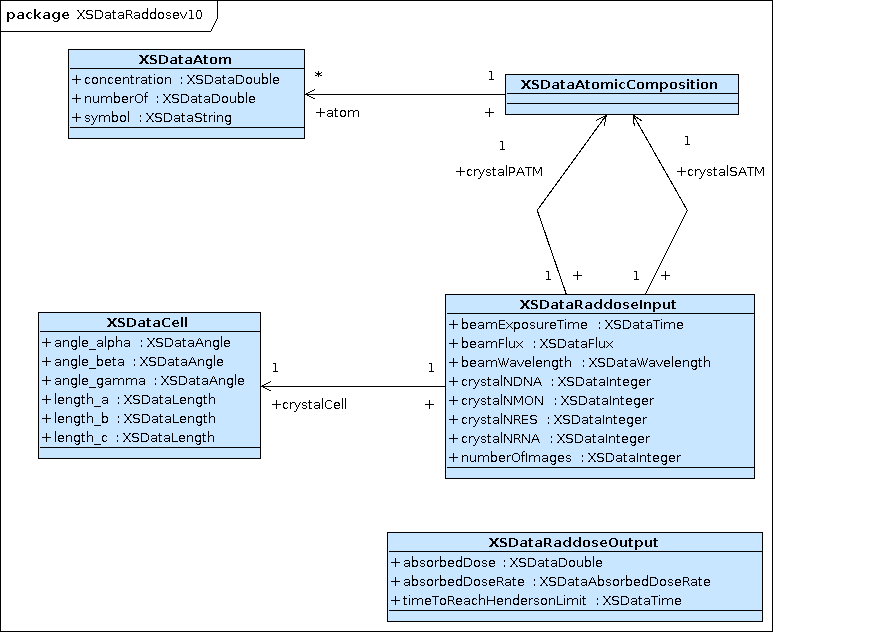 package XSDataRaddosev10
XSDataAtom
+ concentration : XSDataDouble
+ numberOf : XSDataDouble
+ symbol : XSDataString
* 1
+atom +
XSDataAtomicComposition
1 1
+crystalPATM +crystalSATM
1 + 1 +
XSDataRaddoseInput
+ beamExposureTime : XSDataTime
+ beamFlux : XSDataFlux
+ beamWavelength : XSDataWavelength
+ crystalNDNA : XSDataInteger
+ crystalNMON : XSDataInteger
+ crystalNRES : XSDataInteger
+ crystalNRNA : XSDataInteger
+ numberOfImages : XSDataInteger
XSDataCell
+ angle_alpha : XSDataAngle
+ angle_beta : XSDataAngle
+ angle_gamma : XSDataAngle
+ length_a : XSDataLength
+ length_b : XSDataLength
+ length_c : XSDataLength
1 1
+crystalCell +
XSDataRaddoseOutput
+ absorbedDose : XSDataDouble
+ absorbedDoseRate : XSDataAbsorbedDoseRate
+ timeToReachHendersonLimit : XSDataTime